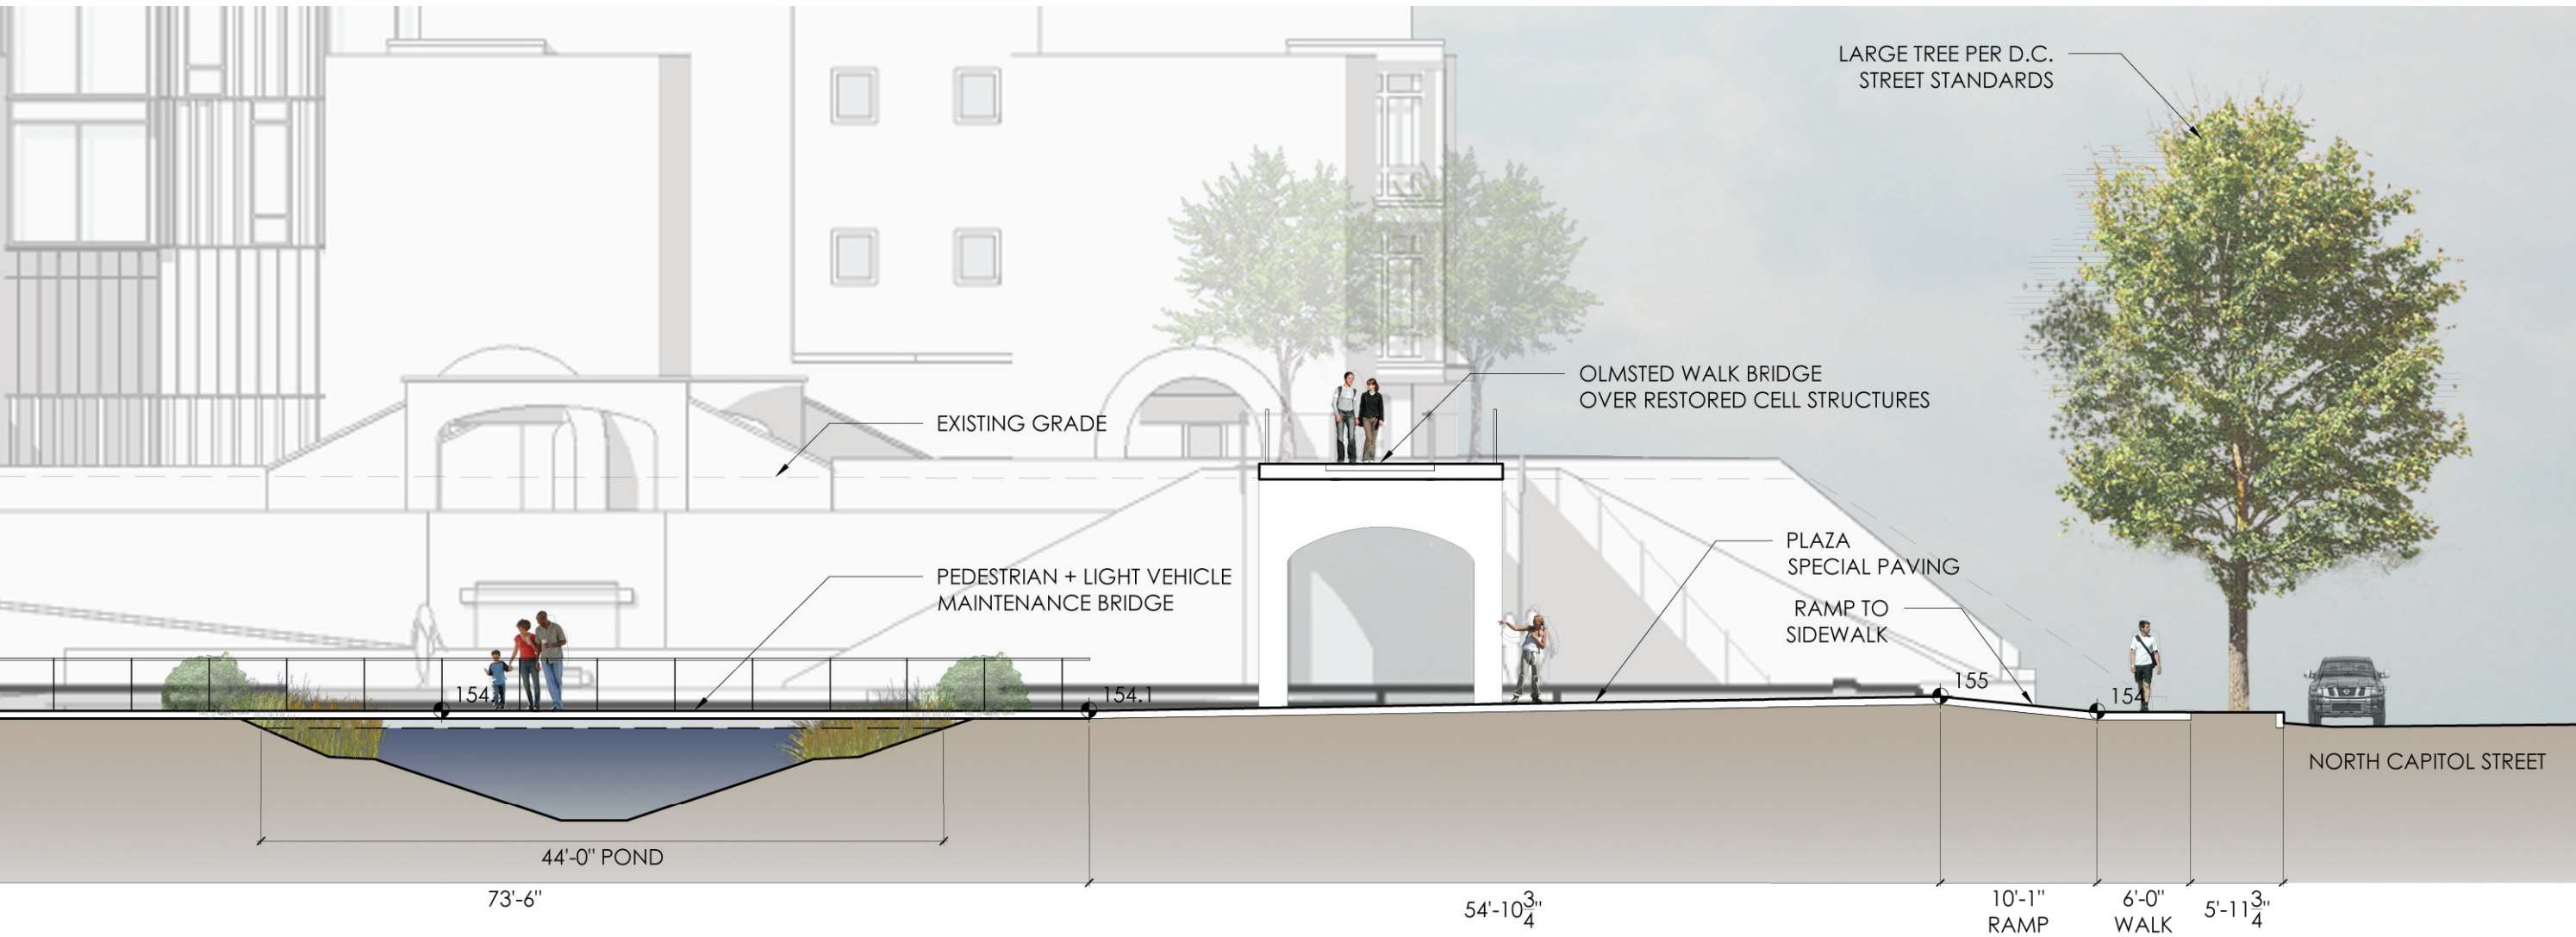 LARGE TREE PER D.C.
STREET STANDARDS
OLMSTED WALK BRIDGE
OVER RESTORED CELL STRUCTURES
EXISTING GRADE
PLAZA
SPECIAL PAVING
PEDESTRIAN + LIGHT VEHICLE
MAINTENANCE BRIDGE
RAMP TO
SIDEWALK
154.
154.1
155
154
NORTH CAPITOL STREET
44'-0" POND
73'-6"
54'-10 3/4"
10'-1"
RAMP
6'-0"
WALK
5'-11 3/4"